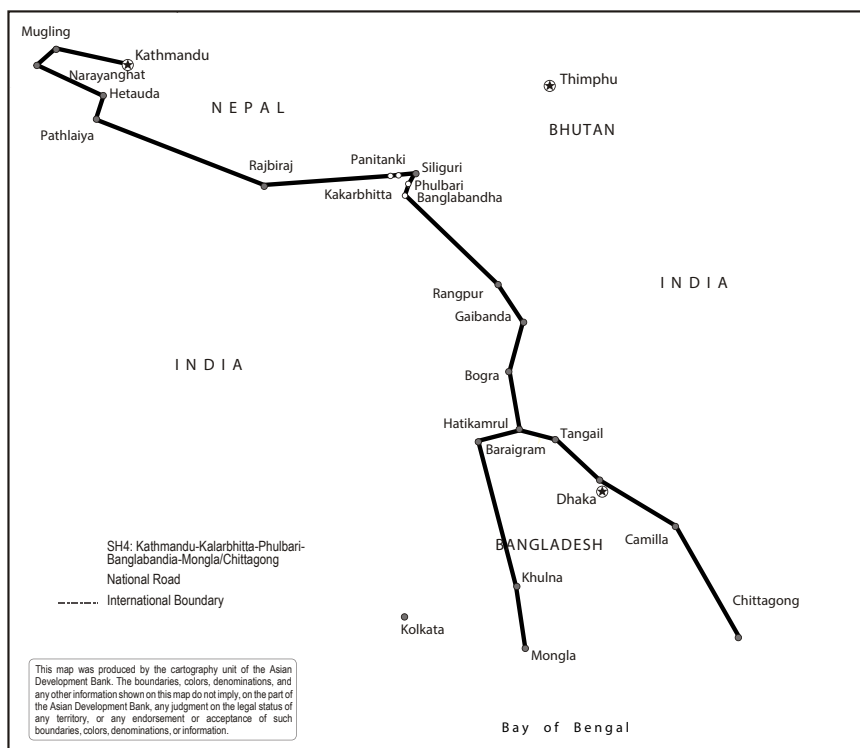 Mugling
Kathmandu
Narayanghat
Hetauda
Thimphu
NEPAL
BHUTAN
Pathlaiya
Rajbiraj
Panitanki
Siliguri
Phulbari
Kakarbhitta
Banglabandha
INDIA
Rangpur
Gaibanda
INDIA
Bogra
Hatikamrul
Tangail
Baraigram
Dhaka
Camilla
BANGLADESH
SH4: Kathmandu-Kalarbhitta-Phulbari-
Banglabandia-Mongla/Chittagong
National Road
International Boundary
Khulna
Chittagong
Kolkata
Mongla
This map was produced by the cartography unit of the Asian
Development Bank. The boundaries, colors, denominations, and
any other information shown on this map do not imply, on the part of
the Asian Development Bank, any judgment on the legal status of
any territory, or any endorsement or acceptance of such
boundaries, colors, denominations, or information.
Bay of Bengal